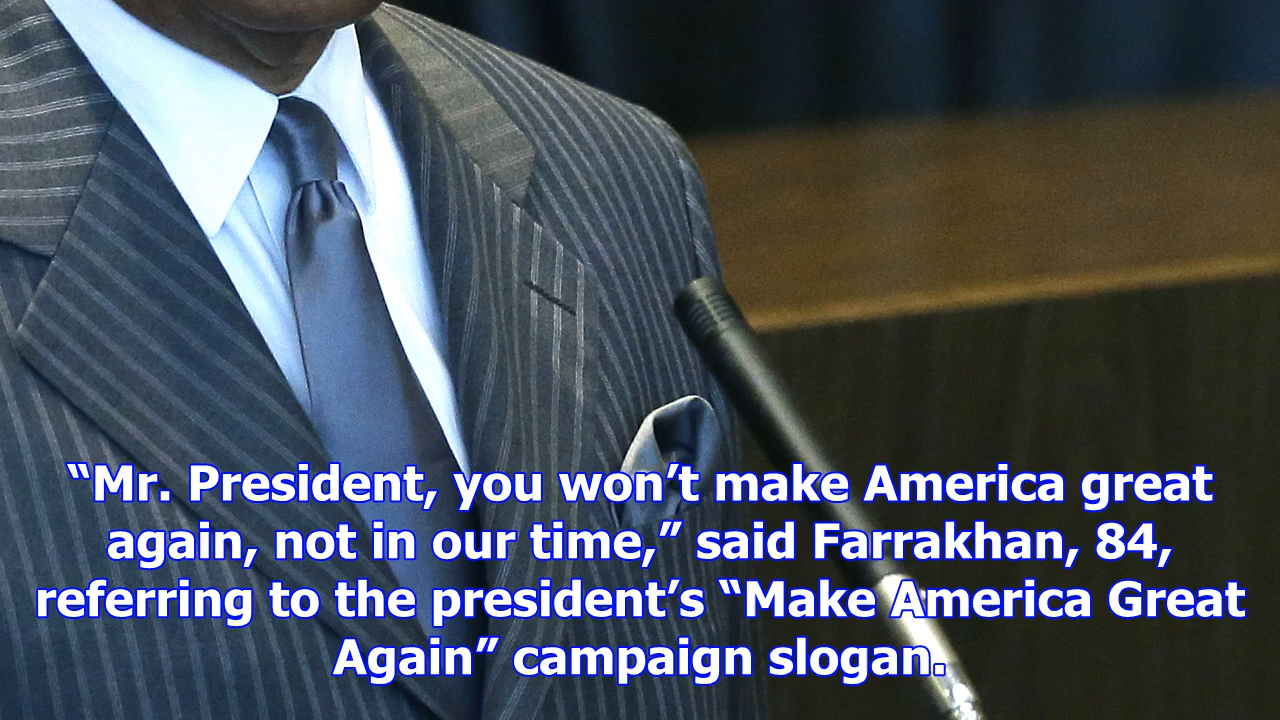 “Mr. President, you won’t make America great
again, not in our time,” said Farrakhan, 84,
referring to the president’s “Make America Great
Again” campaign slogan.